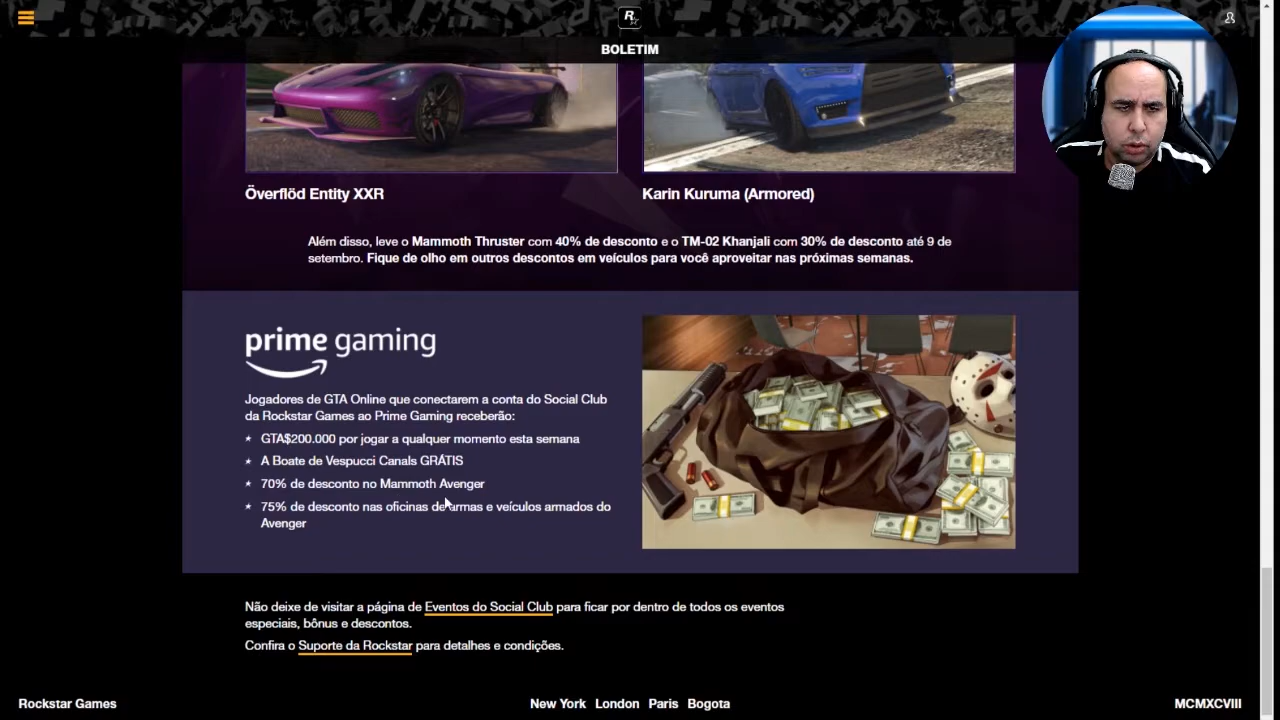 R
BOLETIM
Överflöd Entity XXR
Karin Kuruma (Armored)
Além disso, leve o Mammoth Thruster com 40% de desconto e o TM-02 Khanjali com 30% de desconto até 9 de
setembro. Fique de olho em outros descontos em veículos para você aproveitar nas próximas semanas.
prime gaming
Jogadores de GTA Online que conectarem a conta do Social Club
da Rockstar Games ao Prime Gaming receberão:
GTA$200.000 por jogar a qualquer momento esta semana
A Boate de Vespucci Canals GRÁTIS
70% de desconto no Mammoth Avenger
75% de desconto nas oficinas de armas e veículos armados do
Avenger
Não deixe de visitar a página de Eventos do Social Club para ficar por dentro de todos os eventos
especiais, bônus e descontos.
Confira o Suporte da Rockstar para detalhes e condições.
Rockstar Games
New York London Paris Bogota
MCMXCVIII